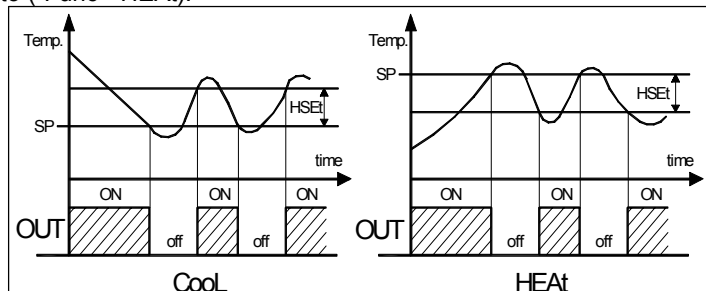 Func HEAt).
Temp.
HSEt
SP
time
ON
ON
ON
OUT
off
off
CooL
Temp.
SP
HSEt
time
ON
ON
ON
OUT
off
off
HEAt